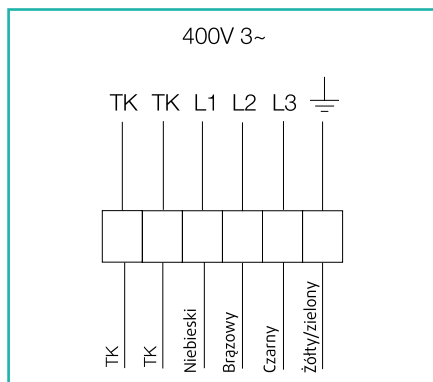 400V 3~
TK TK L1 L2 L3
TK
TK
Niebieski
Brązowy
Czarny
Żółty/zielony